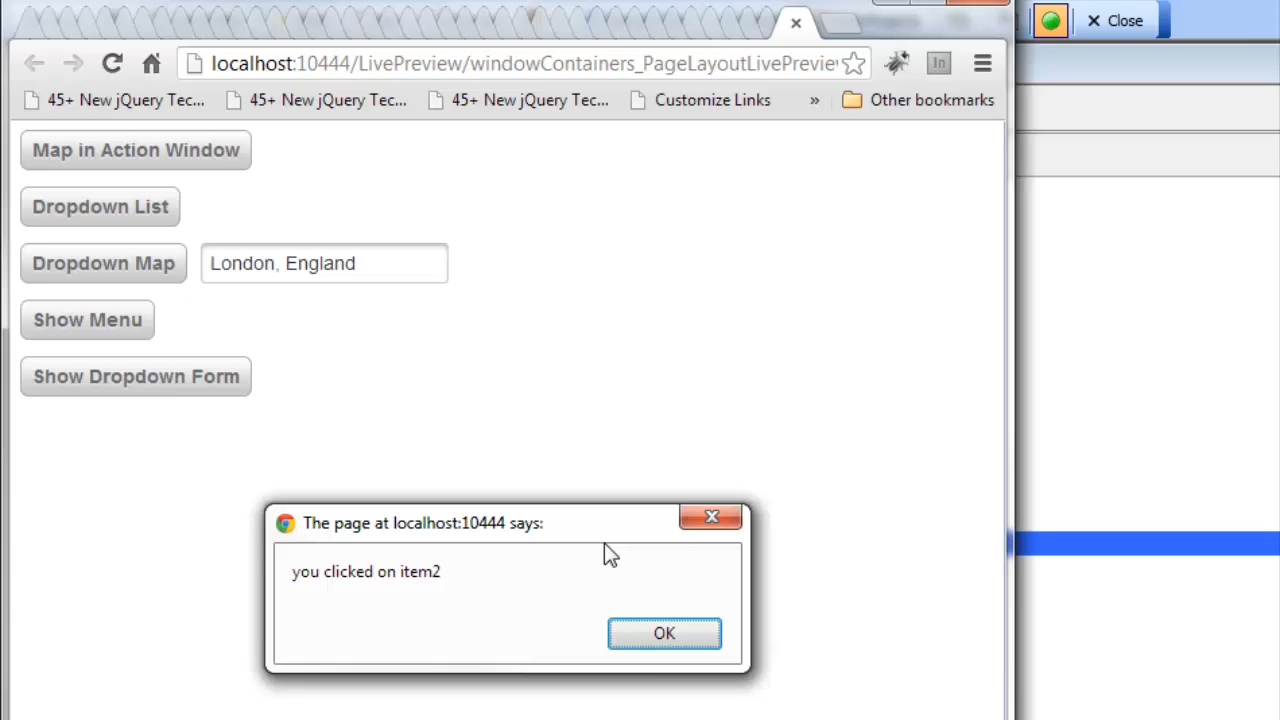 Close
localhost:10444/LivePreview/windowContainers_PageLayoutLivePreview
In
45+ New jQuery Tec...
45+ New jQuery Tec...
45+ New jQuery Tec...
Customize Links
»
Other bookmarks
Map in Action Window
Dropdown List
Dropdown Map
London, England
Show Menu
Show Dropdown Form
The page at localhost:10444 says:
you clicked on item2
OK